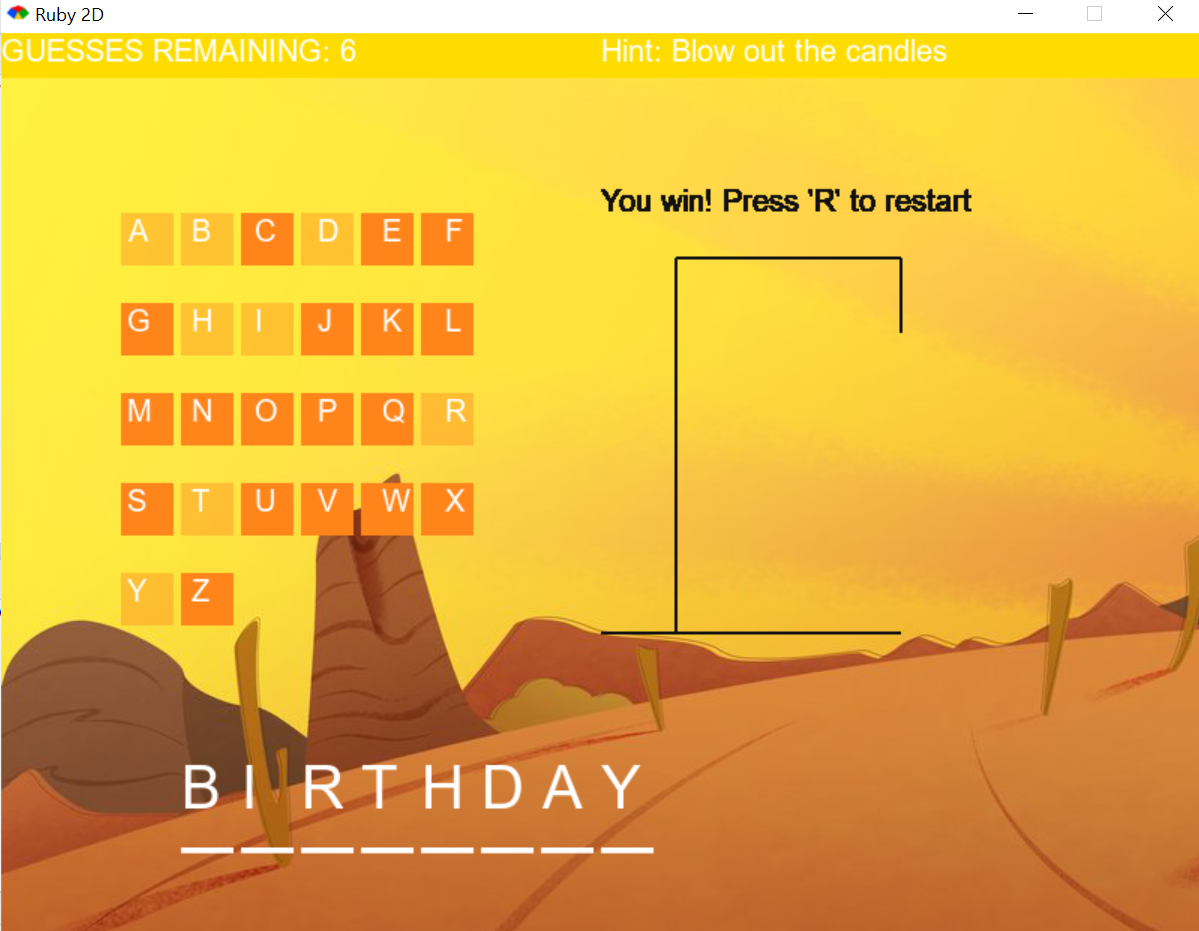 Ruby 2D
GUESSES REMAINING: 6
Hint: Blow out the candles
You win! Press 'R' to restart
A B C D E F
G H I J K L
M N O P Q R
S T U V W X
Y Z
B I R T H D A Y